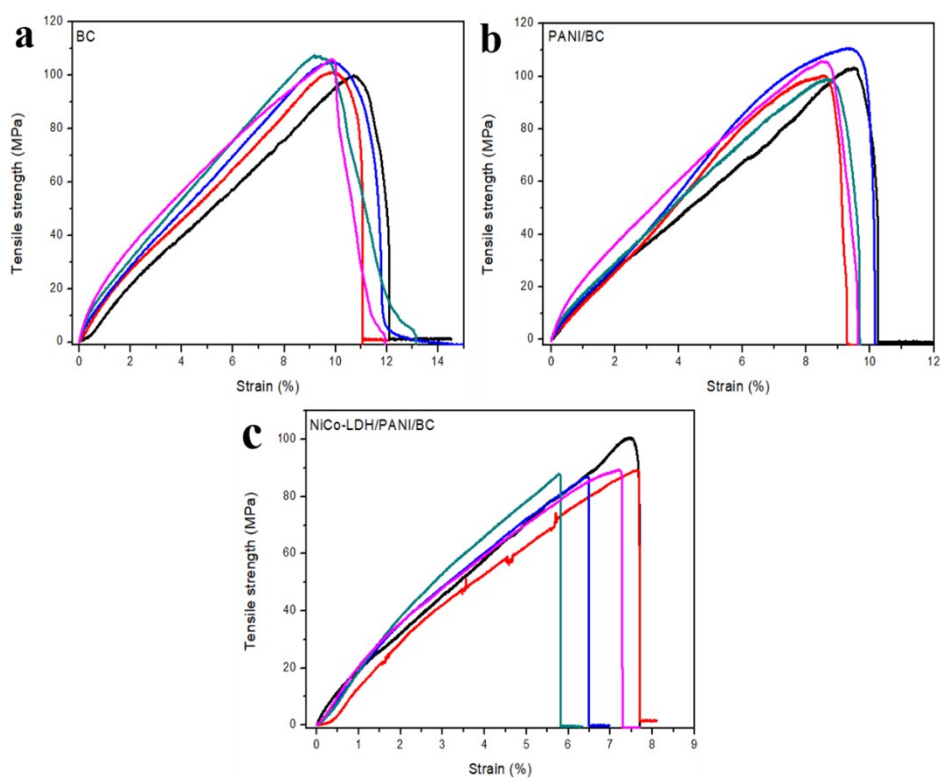 a
BC
Tensile strength (MPa)
120
100
80
60
40
20
0
0 2 4 6 8 10 12 14
Strain (%)
b
PANI/BC
Tensile strength (MPa)
120
100
80
60
40
20
0
0 2 4 6 8 10 12
Strain (%)
c
NiCo-LDH/PANI/BC
Tensile strength (MPa)
100
80
60
40
20
0
0 1 2 3 4 5 6 7 8 9
Strain (%)